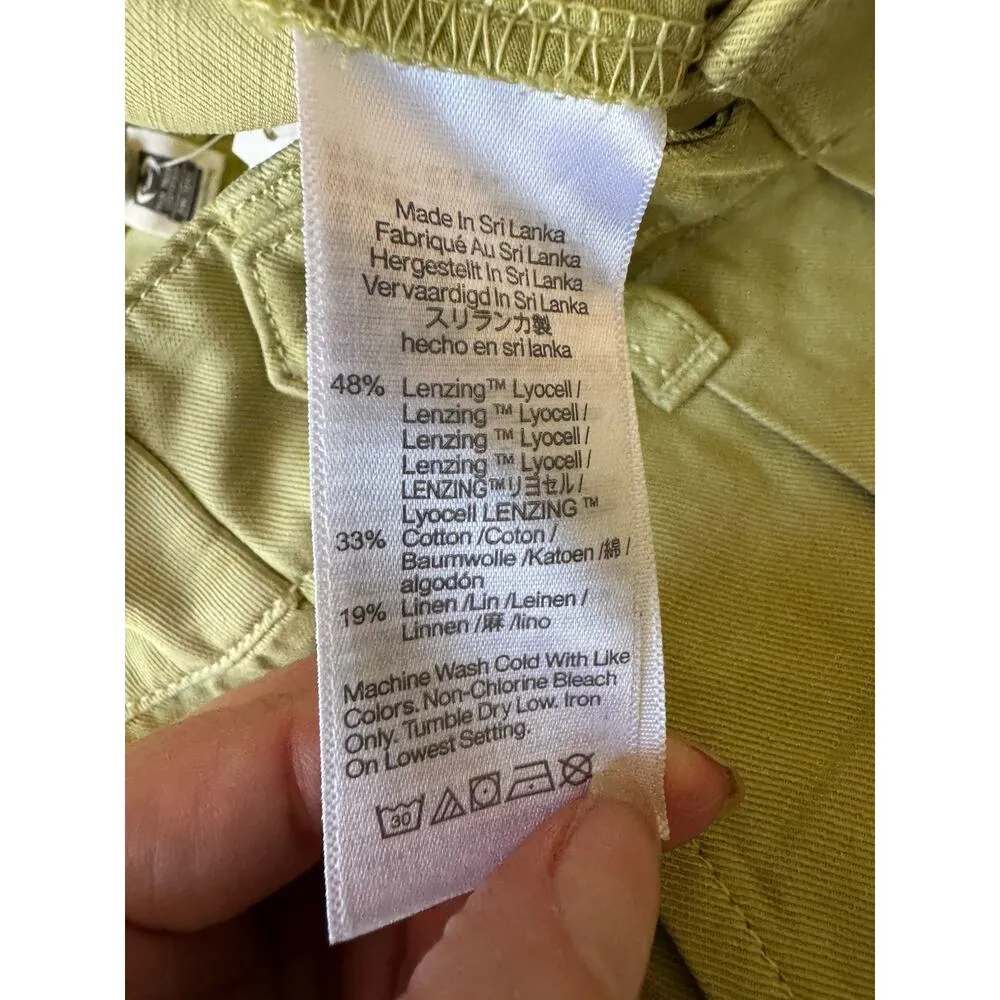 Made In Sri Lanka
Fabriqué Au Sri Lanka
Hergestellt In Sri Lanka
Vervaardigd In Sri Lanka
スリランカ製
hecho en sri lanka
48% Lenzing™ Lyocell /
Lenzing ™ Lyocell /
Lenzing ™ Lyocell /
Lenzing ™ Lyocell /
LENZING™リヨセル /
Lyocell LENZING ™
33% Cotton /Coton /
Baumwolle /Katoen /綿 /
algodón
19% Linen /Lin /Leinen /
Linnen /麻 /lino
Machine Wash Cold With Like
Colors. Non-Chlorine Bleach
Only. Tumble Dry Low. Iron
On Lowest Setting.
30